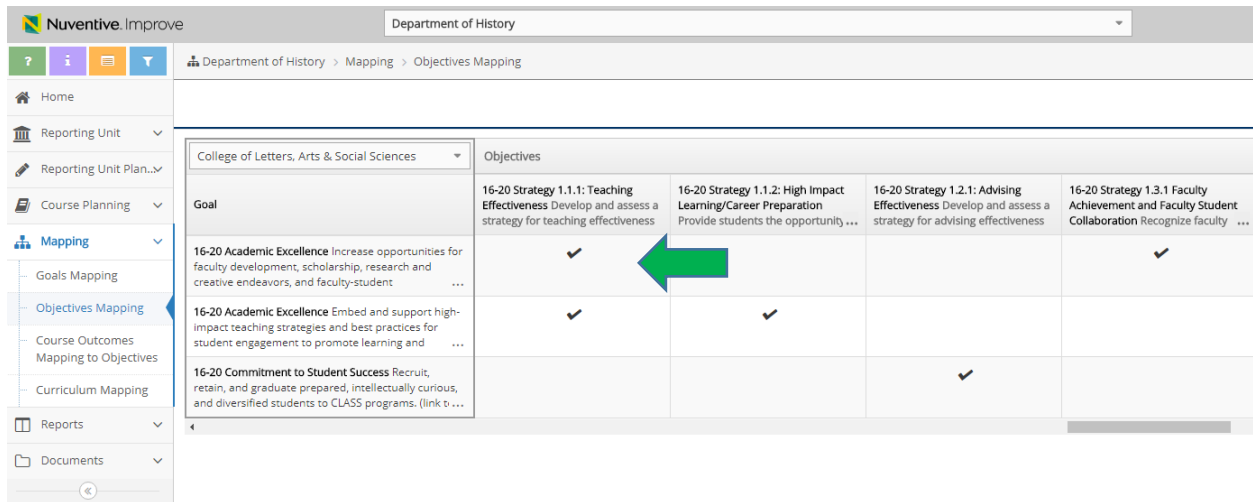 Nuventive. Improve
Department of History
? i
Department of History > Mapping > Objectives Mapping
Home
Reporting Unit
Reporting Unit Plan...
Course Planning
Mapping
Goals Mapping
Objectives Mapping
Course Outcomes
Mapping to Objectives
Curriculum Mapping
Reports
Documents
College of Letters, Arts & Social Sciences
Objectives
Goal
16-20 Strategy 1.1.1: Teaching
Effectiveness Develop and assess a
strategy for teaching effectiveness
16-20 Strategy 1.1.2: High Impact
Learning/Career Preparation
Provide students the opportunity ...
16-20 Strategy 1.2.1: Advising
Effectiveness Develop and assess a
strategy for advising effectiveness
16-20 Strategy 1.3.1 Faculty
Achievement and Faculty Student
Collaboration Recognize faculty ...
16-20 Academic Excellence Increase opportunities for
faculty development, scholarship, research and
creative endeavors, and faculty-student ...
16-20 Academic Excellence Embed and support high-
impact teaching strategies and best practices for
student engagement to promote learning and ...
16-20 Commitment to Student Success Recruit,
retain, and graduate prepared, intellectually curious,
and diversified students to CLASS programs. (link t ...